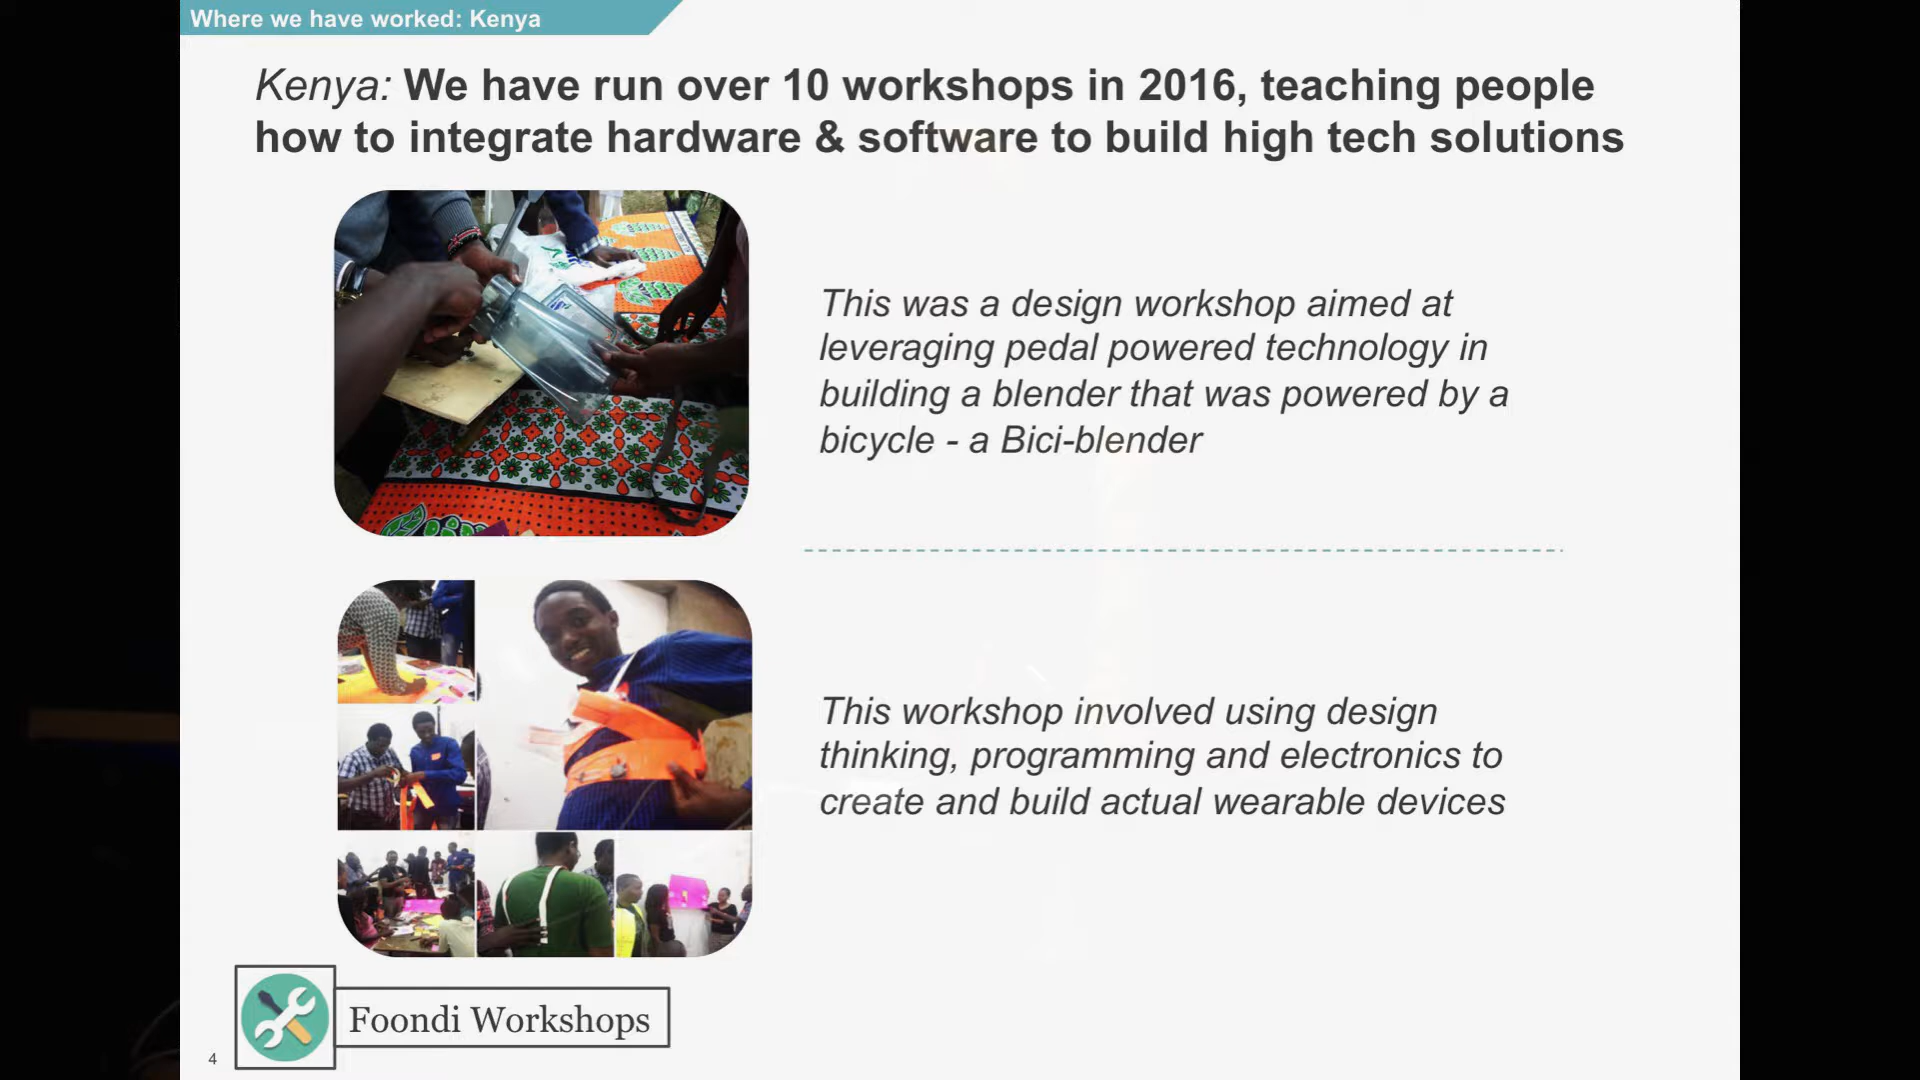 Where we have worked: Kenya
Kenya: We have run over 10 workshops in 2016, teaching people
how to integrate hardware & software to build high tech solutions
This was a design workshop aimed at
leveraging pedal powered technology in
building a blender that was powered by a
bicycle - a Bici-blender
This workshop involved using design
thinking, programming and electronics to
create and build actual wearable devices
Foondi Workshops
4